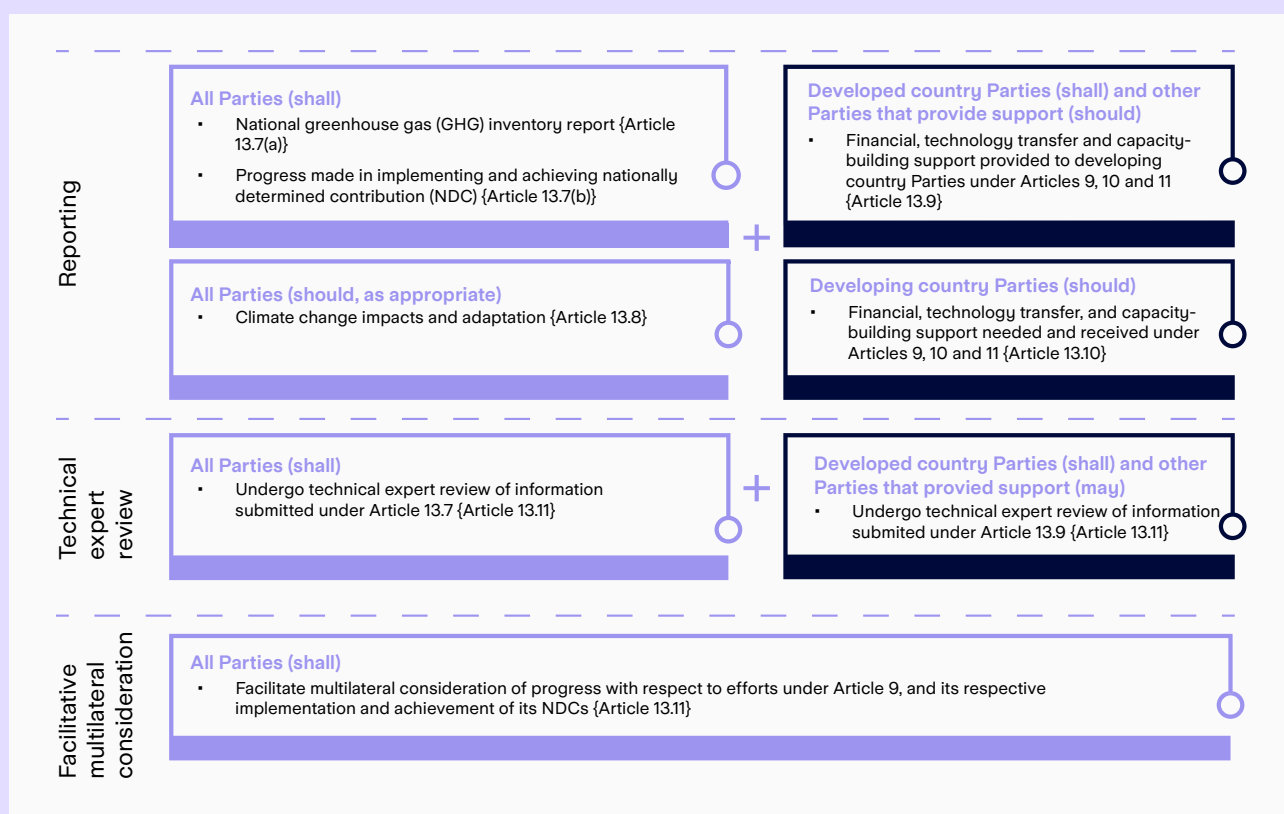 Reporting
All Parties (shall)
▪ National greenhouse gas (GHG) inventory report {Article
13.7(a)}
▪ Progress made in implementing and achieving nationally
determined contribution (NDC) {Article 13.7(b)}
+
Developed country Parties (shall) and other
Parties that provide support (should)
▪ Financial, technology transfer and capacity-
building support provided to developing
country Parties under Articles 9, 10 and 11
{Article 13.9}
All Parties (should, as appropriate)
▪ Climate change impacts and adaptation {Article 13.8}
Developing country Parties (should)
▪ Financial, technology transfer, and capacity-
building support needed and received under
Articles 9, 10 and 11 {Article 13.10}
Technical
expert
review
All Parties (shall)
▪ Undergo technical expert review of information
submitted under Article 13.7 {Article 13.11}
+
Developed country Parties (shall) and other
Parties that provied support (may)
▪ Undergo technical expert review of information
submited under Article 13.9 {Article 13.11}
Facilitative
multilateral
consideration
All Parties (shall)
▪ Facilitate multilateral consideration of progress with respect to efforts under Article 9, and its respective
implementation and achievement of its NDCs {Article 13.11}